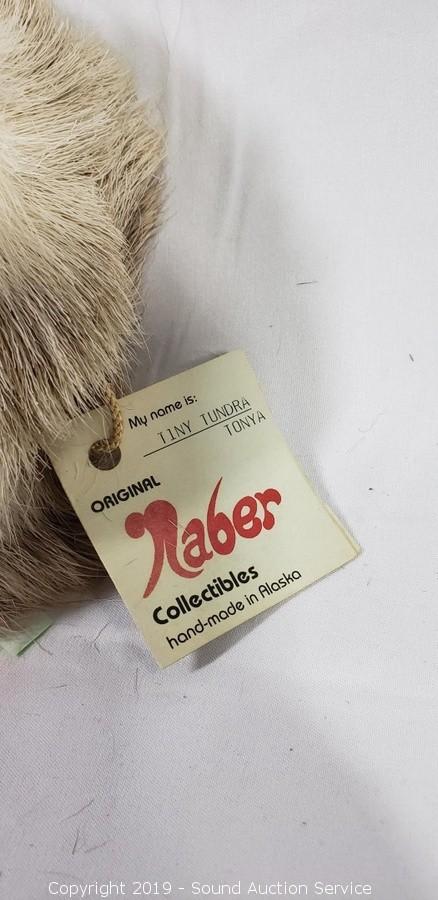 My name is:
TINY TUNDRA
TONYA
ORIGINAL
Naber
Collectibles
hand-made in Alaska
Copyright 2019 - Sound Auction Service